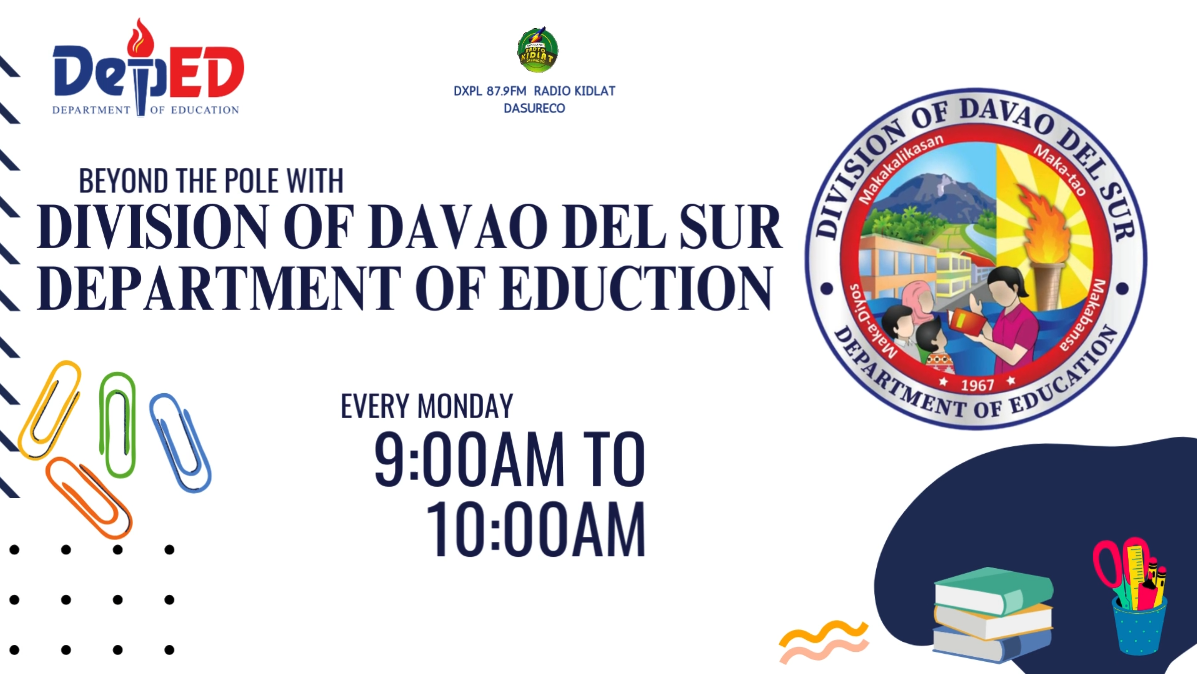 DepED
DEPARTMENT OF EDUCATION
KIDLAT
DXPL 87.9FM RADIO KIDLAT
DASURECO
BEYOND THE POLE WITH
DIVISION OF DAVAO DEL SUR
DEPARTMENT OF EDUCTION
EVERY MONDAY
9:00AM TO
10:00AM
DIVISION OF DAVAO DEL SUR
Makakalikasan
Maka-tao
Maka-Diyos
Makabansa
1967
DEPARTMENT OF EDUCATION